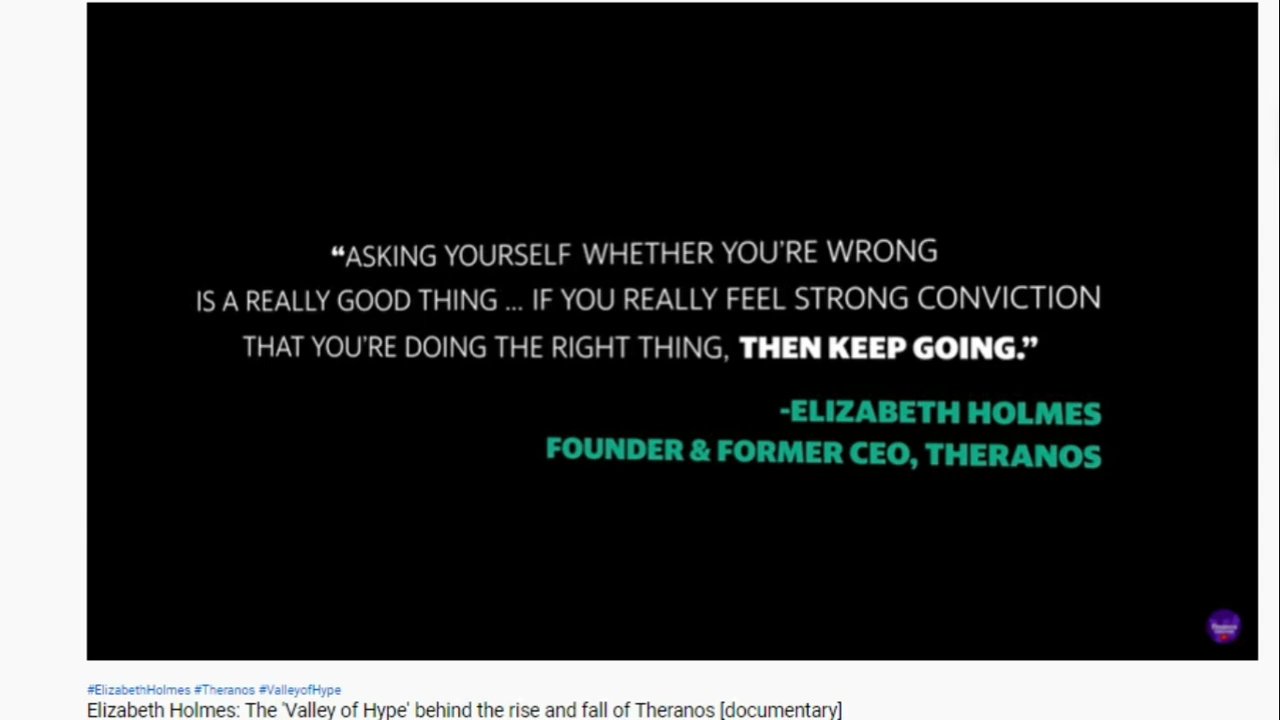 “ASKING YOURSELF WHETHER YOU’RE WRONG
IS A REALLY GOOD THING ... IF YOU REALLY FEEL STRONG CONVICTION
THAT YOU’RE DOING THE RIGHT THING, THEN KEEP GOING.”
-ELIZABETH HOLMES
FOUNDER & FORMER CEO, THERANOS
#ElizabethHolmes #Theranos #ValleyofHype
Elizabeth Holmes: The 'Valley of Hype' behind the rise and fall of Theranos [documentary]